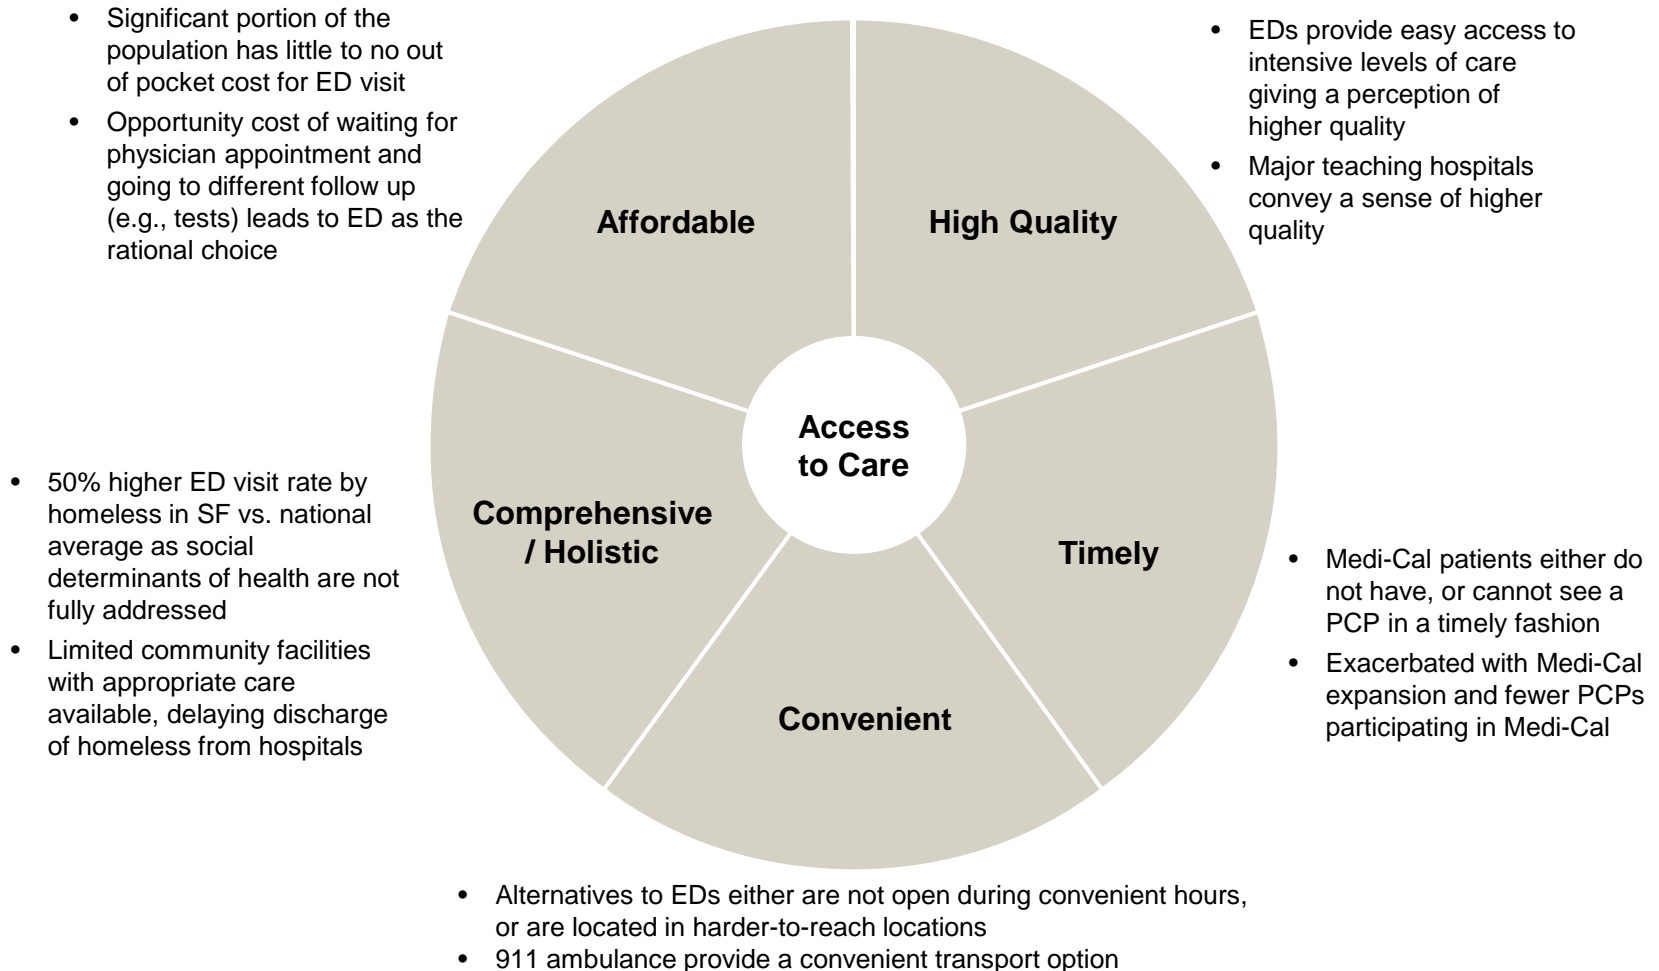 • Significant portion of the
population has little to no out
of pocket cost for ED visit
• Opportunity cost of waiting for
physician appointment and
going to different follow up
(e.g., tests) leads to ED as the
rational choice
• EDs provide easy access to
intensive levels of care
giving a perception of
higher quality
• Major teaching hospitals
convey a sense of higher
quality
Affordable
High Quality
Access
to Care
Comprehensive
/ Holistic
Timely
Convenient
• 50% higher ED visit rate by
homeless in SF vs. national
average as social
determinants of health are not
fully addressed
• Limited community facilities
with appropriate care
available, delaying discharge
of homeless from hospitals
• Medi-Cal patients either do
not have, or cannot see a
PCP in a timely fashion
• Exacerbated with Medi-Cal
expansion and fewer PCPs
participating in Medi-Cal
• Alternatives to EDs either are not open during convenient hours,
or are located in harder-to-reach locations
• 911 ambulance provide a convenient transport option